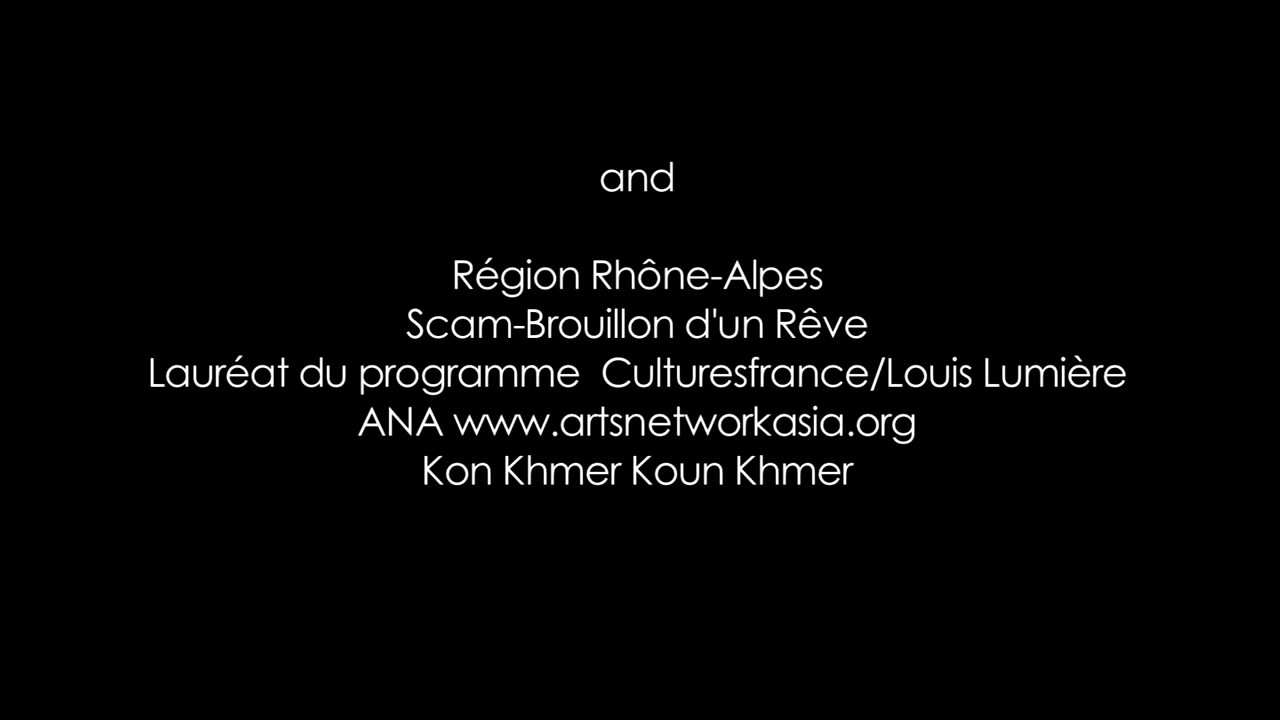 and
Région Rhône-Alpes
Scam-Brouillon d'un Rêve
Lauréat du programme  Culturesfrance/Louis Lumière
ANA www.artsnetworkasia.org
Kon Khmer Koun Khmer